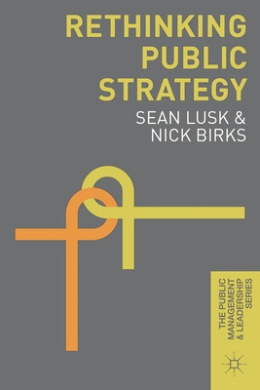 RETHINKING
PUBLIC
STRATEGY
SEAN LUSK &
NICK BIRKS
THE PUBLIC
MANAGEMENT
& LEADERSHIP
SERIES